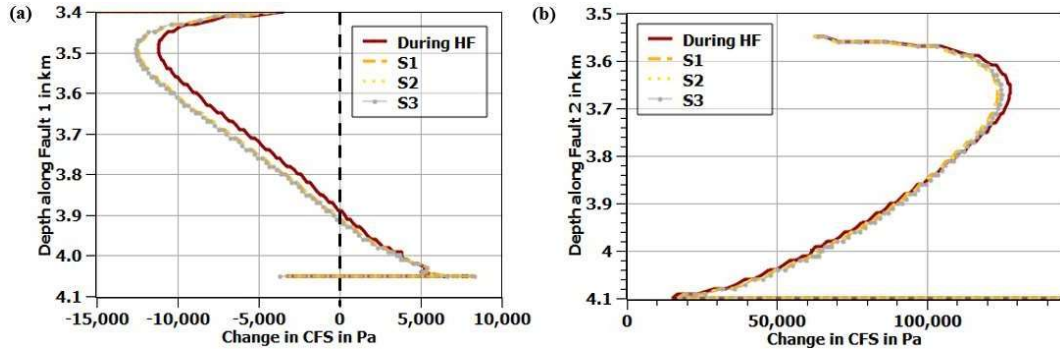 (a)
Depth along Fault 1 in km
3.4
3.5
3.6
3.7
3.8
3.9
4.0
4.1
During HF
S1
S2
S3
-15,000 -10,000 -5,000 0 5,000 10,000
Change in CFS in Pa
(b)
Depth along Fault 2 in km
3.5
3.6
3.7
3.8
3.9
4
4.1
During HF
S1
S2
S3
0 50,000 100,000
Change in CFS in Pa